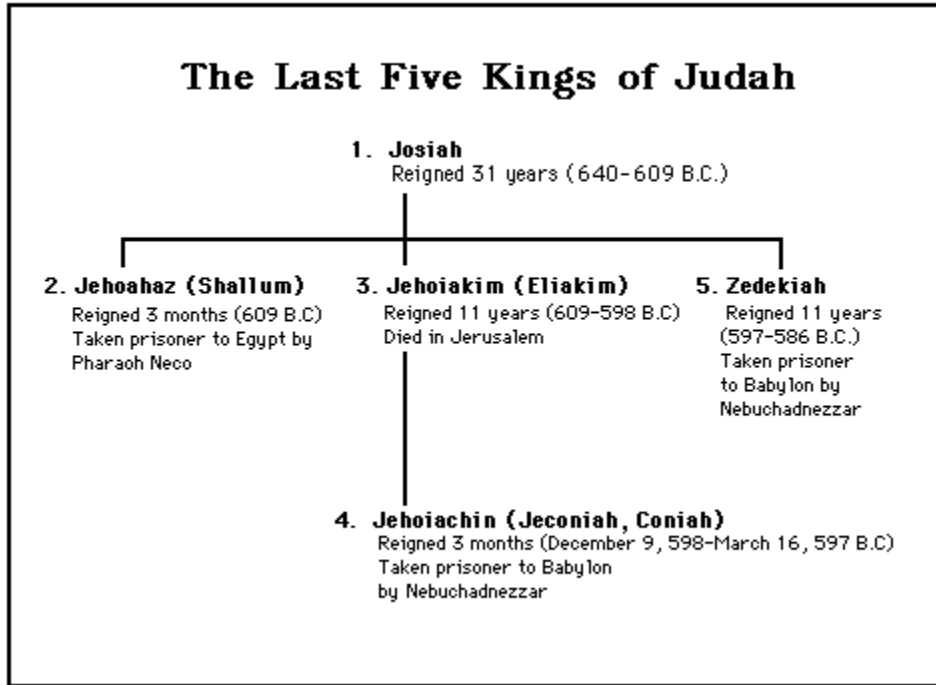 The Last Five Kings of Judah
1. Josiah
Reigned 31 years (640-609 B.C.)
2. Jehoahaz (Shallum)
Reigned 3 months (609 B.C)
Taken prisoner to Egypt by
Pharaoh Neco
3. Jehoiakim (Eliakim)
Reigned 11 years (609-598 B.C)
Died in Jerusalem
5. Zedekiah
Reigned 11 years
(597-586 B.C.)
Taken prisoner
to Babylon by
Nebuchadnezzar
4. Jehoiachin (Jeconiah, Coniah)
Reigned 3 months (December 9, 598-March 16, 597 B.C)
Taken prisoner to Babylon
by Nebuchadnezzar